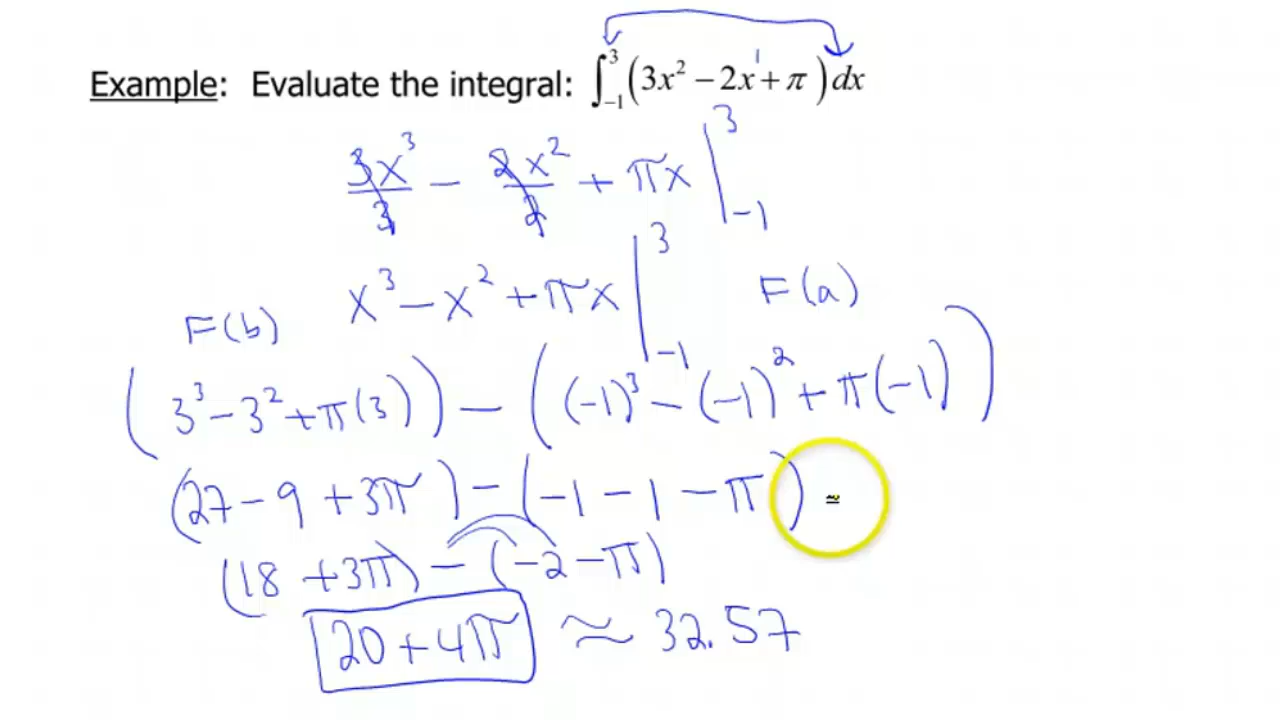 Example: Evaluate the integral: ∫₋₁³ (3x² − 2x¹ + π) dx
3x³/3 − 2x²/2 + πx |₋₁³
x³ − x² + πx |₋₁³ F(a)
F(b)
(3³ − 3² + π(3)) − ((−1)³ − (−1)² + π(−1))
(27 − 9 + 3π) − (−1 − 1 − π)
(18 + 3π) − (−2 − π)
20 + 4π ≈ 32.57